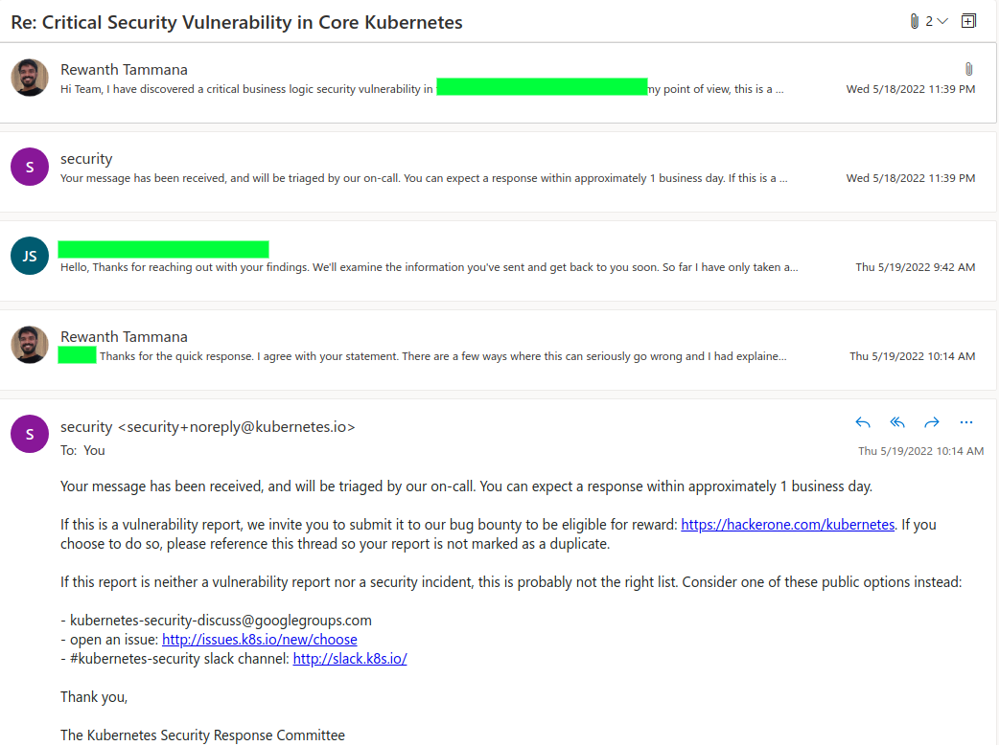 Re: Critical Security Vulnerability in Core Kubernetes
2
Rewanth Tammana
Hi Team, I have discovered a critical business logic security vulnerability in my point of view, this is a ...
Wed 5/18/2022 11:39 PM
S
security
Your message has been received, and will be triaged by our on-call. You can expect a response within approximately 1 business day. If this is a ...
Wed 5/18/2022 11:39 PM
JS
Hello, Thanks for reaching out with your findings. We'll examine the information you've sent and get back to you soon. So far I have only taken a...
Thu 5/19/2022 9:42 AM
Rewanth Tammana
Thanks for the quick response. I agree with your statement. There are a few ways where this can seriously go wrong and I had explaine...
Thu 5/19/2022 10:14 AM
S
security <security+noreply@kubernetes.io>
To: You
Thu 5/19/2022 10:14 AM
Your message has been received, and will be triaged by our on-call. You can expect a response within approximately 1 business day.
If this is a vulnerability report, we invite you to submit it to our bug bounty to be eligible for reward: https://hackerone.com/kubernetes. If you
choose to do so, please reference this thread so your report is not marked as a duplicate.
If this report is neither a vulnerability report nor a security incident, this is probably not the right list. Consider one of these public options instead:
- kubernetes-security-discuss@googlegroups.com
- open an issue: http://issues.k8s.io/new/choose
- #kubernetes-security slack channel: http://slack.k8s.io/
Thank you,
The Kubernetes Security Response Committee